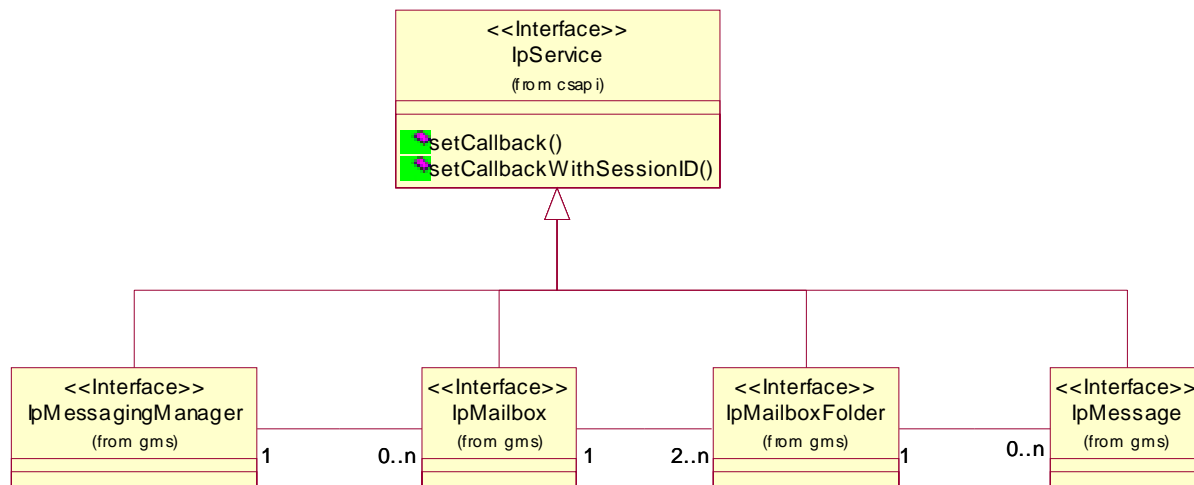 <<Interface>>
IpService
(from csapi)
setCallback()
setCallbackWithSessionID()
<<Interface>>
IpMessagingManager
(from gms)
<<Interface>>
IpMailbox
(from gms)
<<Interface>>
IpMailboxFolder
(from gms)
<<Interface>>
IpMessage
(from gms)
1
0..n
1
2..n
1
0..n